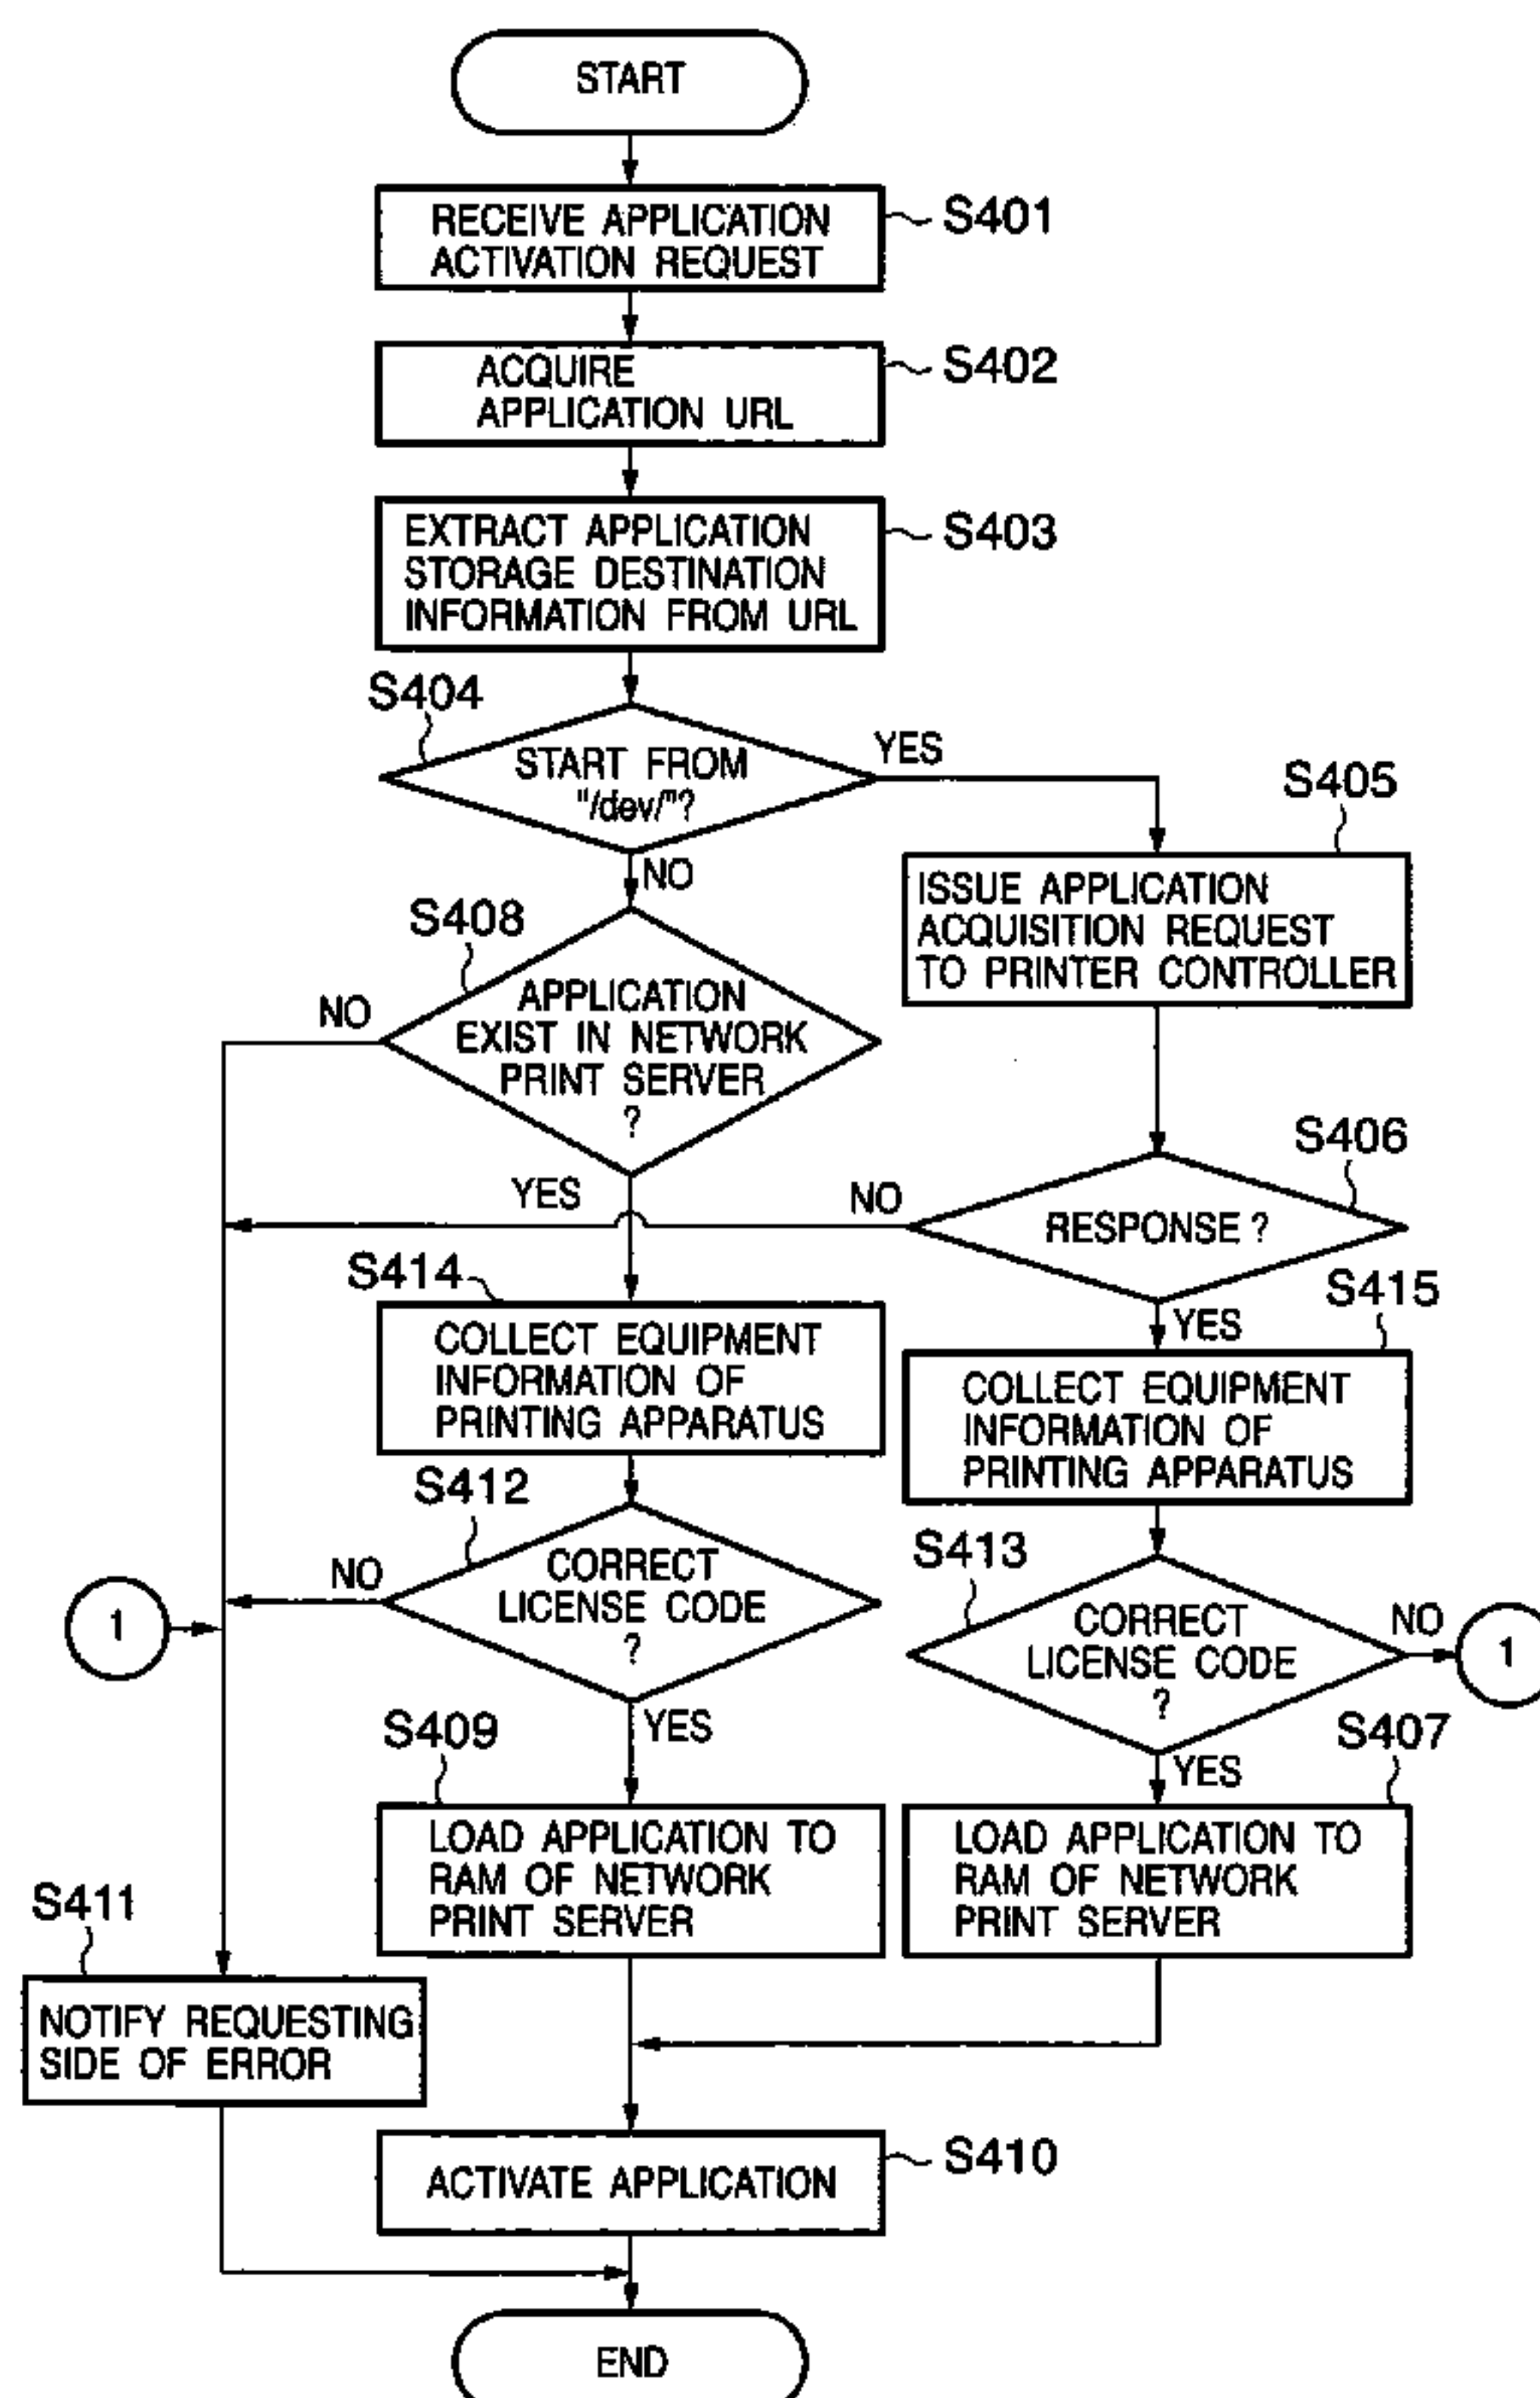 START
RECEIVE APPLICATION
ACTIVATION REQUEST
S401
ACQUIRE
APPLICATION URL
S402
EXTRACT APPLICATION
STORAGE DESTINATION
INFORMATION FROM URL
S403
S404
START FROM
"/dev/"?
YES
NO
S405
ISSUE APPLICATION
ACQUISITION REQUEST
TO PRINTER CONTROLLER
S408
APPLICATION
EXIST IN NETWORK
PRINT SERVER
?
NO
YES
S406
RESPONSE ?
NO
YES
S414
COLLECT EQUIPMENT
INFORMATION OF
PRINTING APPARATUS
S415
COLLECT EQUIPMENT
INFORMATION OF
PRINTING APPARATUS
S412
CORRECT
LICENSE CODE
?
NO
YES
1
S413
CORRECT
LICENSE CODE
?
NO
1
YES
S409
LOAD APPLICATION TO
RAM OF NETWORK
PRINT SERVER
S407
LOAD APPLICATION TO
RAM OF NETWORK
PRINT SERVER
S411
NOTIFY REQUESTING
SIDE OF ERROR
ACTIVATE APPLICATION
S410
END